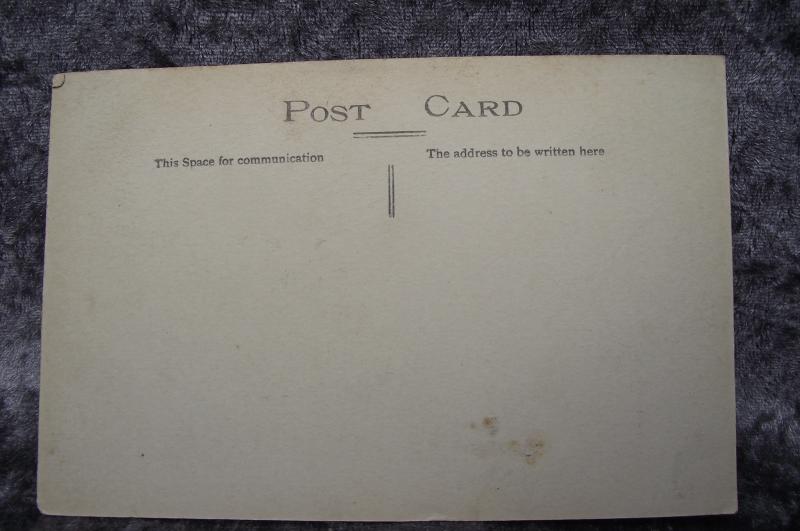 POST CARD
This Space for communication
The address to be written here